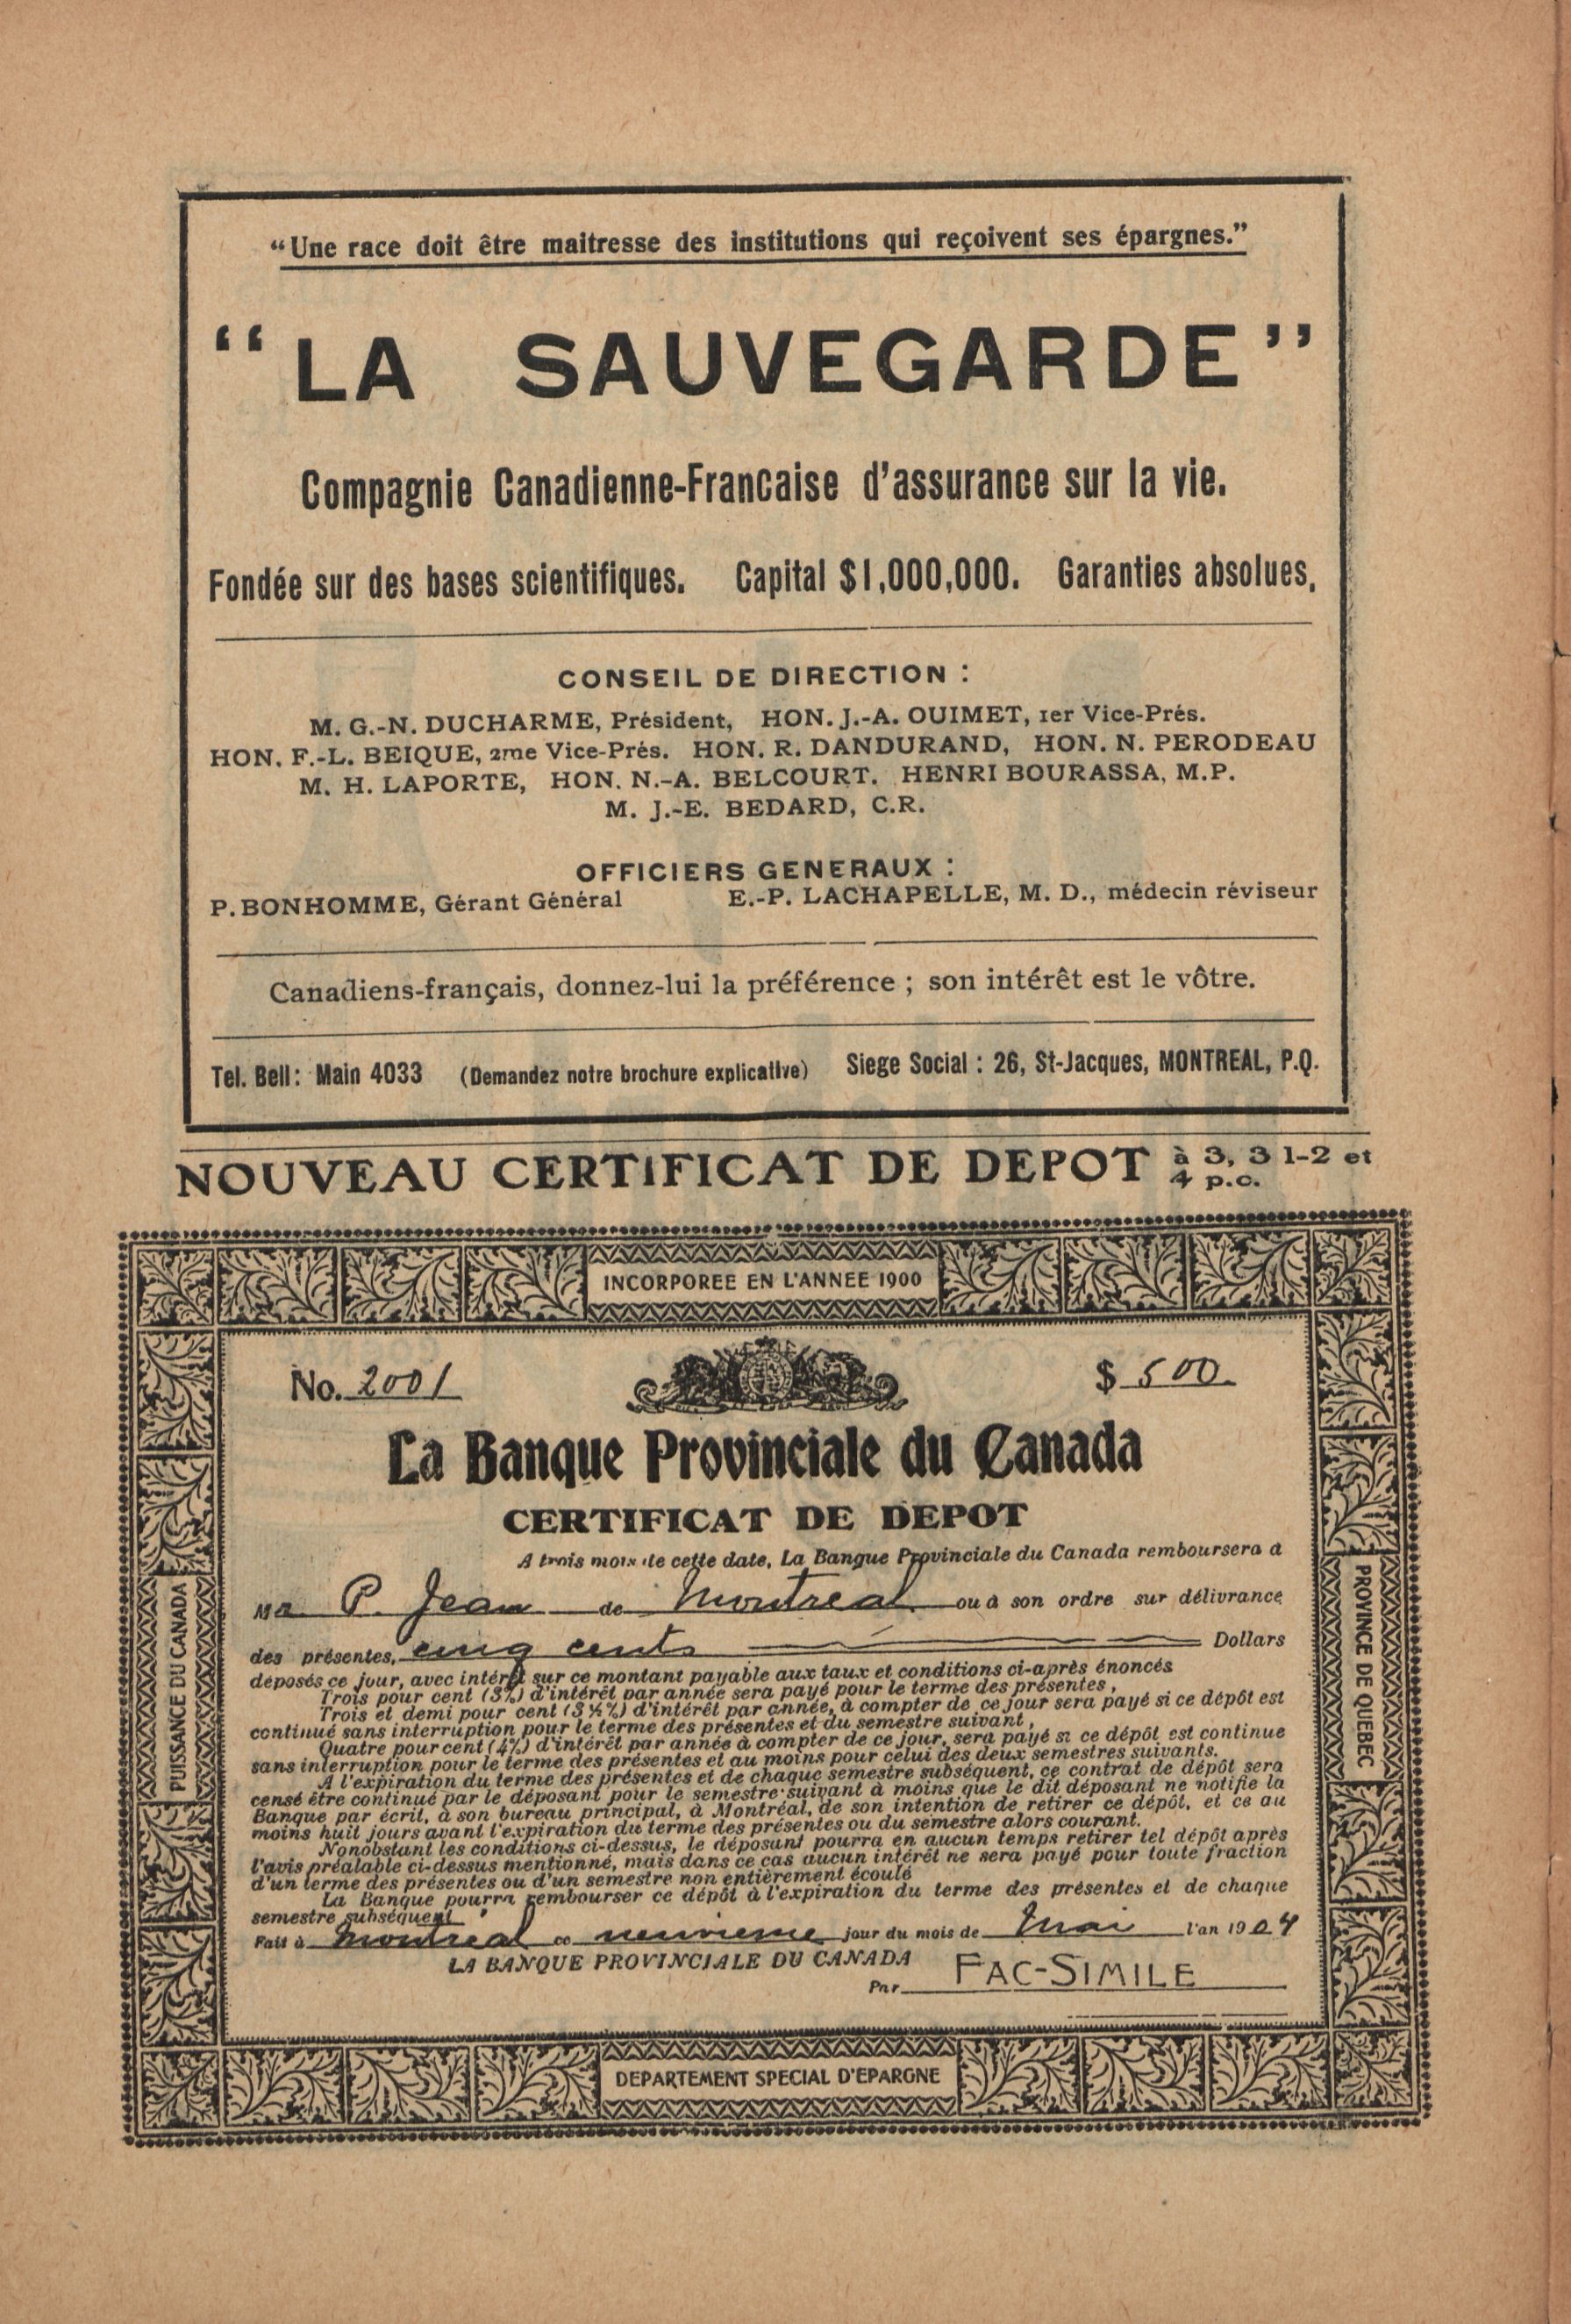 “Une race doit être maitresse des institutions qui reçoivent ses épargnes.”
“LA SAUVEGARDE”
Compagnie Canadienne-Francaise d'assurance sur la vie.
Fondée sur des bases scientifiques. Capital $1,000,000. Garanties absolues,
CONSEIL DE DIRECTION :
M. G.-N. DUCHARME, Président, HON. J.-A. OUIMET, 1er Vice-Prés.
HON. F.-L. BEIQUE, 2me Vice-Prés. HON. R. DANDURAND, HON. N. PERODEAU
M. H. LAPORTE, HON. N.-A. BELCOURT. HENRI BOURASSA, M.P.
M. J.-E. BEDARD, C.R.
OFFICIERS GENERAUX :
P. BONHOMME, Gérant Général E.-P. LACHAPELLE, M. D., médecin réviseur
Canadiens-français, donnez-lui la préférence ; son intérêt est le vôtre.
Tel. Bell: Main 4033 (Demandez notre brochure explicative) Siege Social : 26, St-Jacques, MONTREAL, P.Q.
NOUVEAU CERTIFICAT DE DEPOT à 3, 3 1-2 et
4 p.c.
INCORPOREE EN L'ANNEE 1900
No. 2001 $ 500
La Banque Provinciale du Canada
CERTIFICAT DE DEPOT
A trois mois de cette date, La Banque Provinciale du Canada remboursera à
Mr P. Jean de Montreal ou à son ordre sur délivrance
des présentes, cinq cents Dollars
déposés ce jour, avec intérêt sur ce montant payable aux taux et conditions ci-après énoncés
Trois pour cent (3%) d'intérêt par année sera payé pour le terme des présentes,
Trois et demi pour cent (3½%) d'intérêt par année, à compter de ce jour sera payé si ce dépôt est
continué sans interruption pour le terme des présentes et du semestre suivant,
Quatre pour cent (4%) d'intérêt par année à compter de ce jour, sera payé si ce dépôt est continue
sans interruption pour le terme des présentes et au moins pour celui des deux semestres suivants.
A l'expiration du terme des présentes et de chaque semestre subséquent, ce contrat de dépôt sera
censé être continué par le déposant pour le semestre suivant à moins que le dit déposant ne notifie la
Banque par écrit, à son bureau principal, à Montréal, de son intention de retirer ce dépôt, et ce au
moins huit jours avant l'expiration du terme des présentes ou du semestre alors courant.
Nonobstant les conditions ci-dessus, le déposant pourra en aucun temps retirer tel dépôt après
l'avis préalable ci-dessus mentionné, mais dans ce cas aucun intérêt ne sera payé pour toute fraction
d'un terme des présentes ou d'un semestre non entièrement écoulé
La Banque pourra rembourser ce dépôt à l'expiration du terme des présentes et de chaque
semestre subséquent
Fait à Montreal ce neuvieme jour du mois de Mai l'an 1904
LA BANQUE PROVINCIALE DU CANADA
Par FAC-SIMILE
PUISSANCE DU CANADA
PROVINCE DE QUEBEC
DEPARTEMENT SPECIAL D'EPARGNE